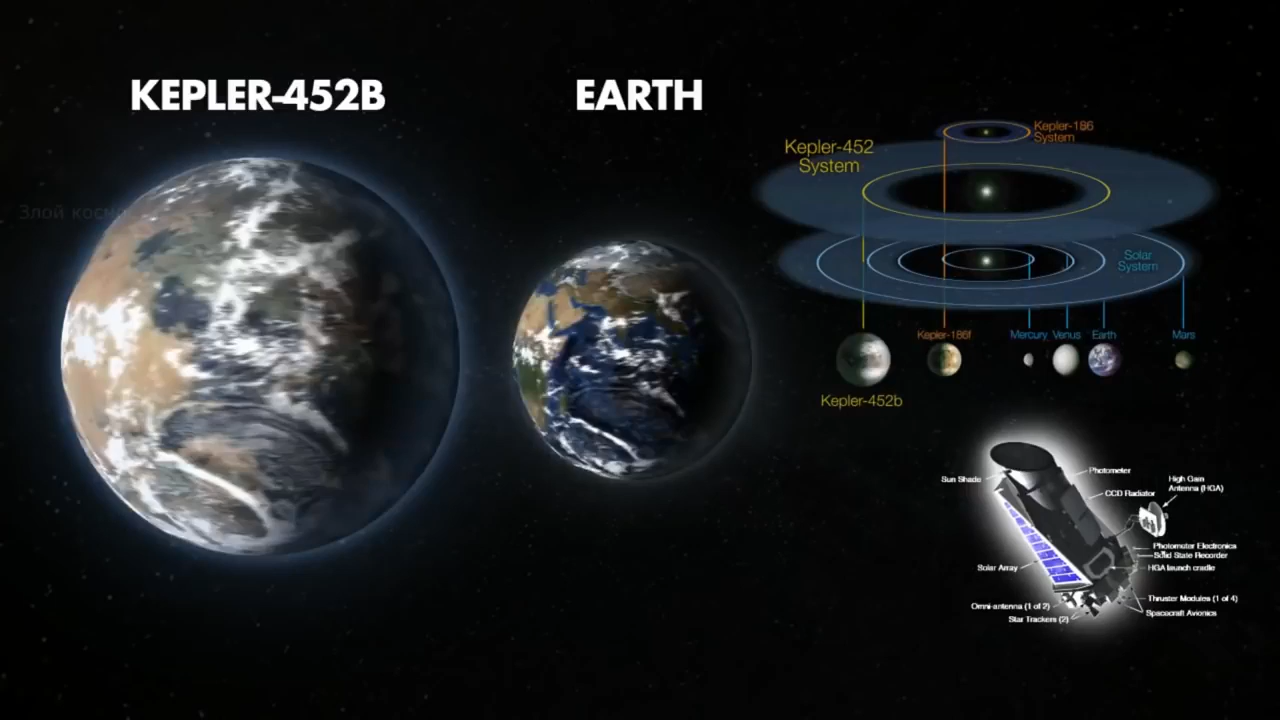 KEPLER-452B
EARTH
Злой косм
Kepler-186
System
Kepler-452
System
Solar
System
Kepler-186f
Mercury
Venus
Earth
Mars
Kepler-452b
Photometer
Sun Shade
High Gain
Antenna (HGA)
CCD Radiator
Photometer Electronics
Solid State Recorder
HGA launch cradle
Solar Array
Thruster Modules (1 of 4)
Omni-antenna (1 of 2)
Spacecraft Avionics
Star Trackers (2)